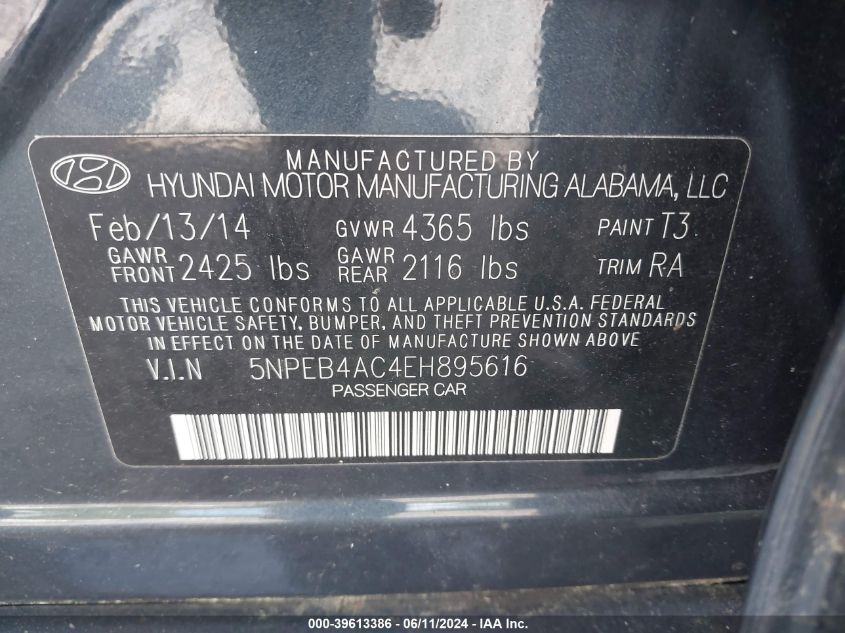 MANUFACTURED BY
HYUNDAI MOTOR MANUFACTURING ALABAMA, LLC
Feb/13/14 GVWR 4365 lbs PAINT T3
GAWR FRONT 2425 lbs GAWR REAR 2116 lbs TRIM RA
THIS VEHICLE CONFORMS TO ALL APPLICABLE U.S.A. FEDERAL
MOTOR VEHICLE SAFETY, BUMPER, AND THEFT PREVENTION STANDARDS
IN EFFECT ON THE DATE OF MANUFACTURE SHOWN ABOVE
V.I.N 5NPEB4AC4EH895616
PASSENGER CAR
000-39613386 - 06/11/2024 - IAA Inc.